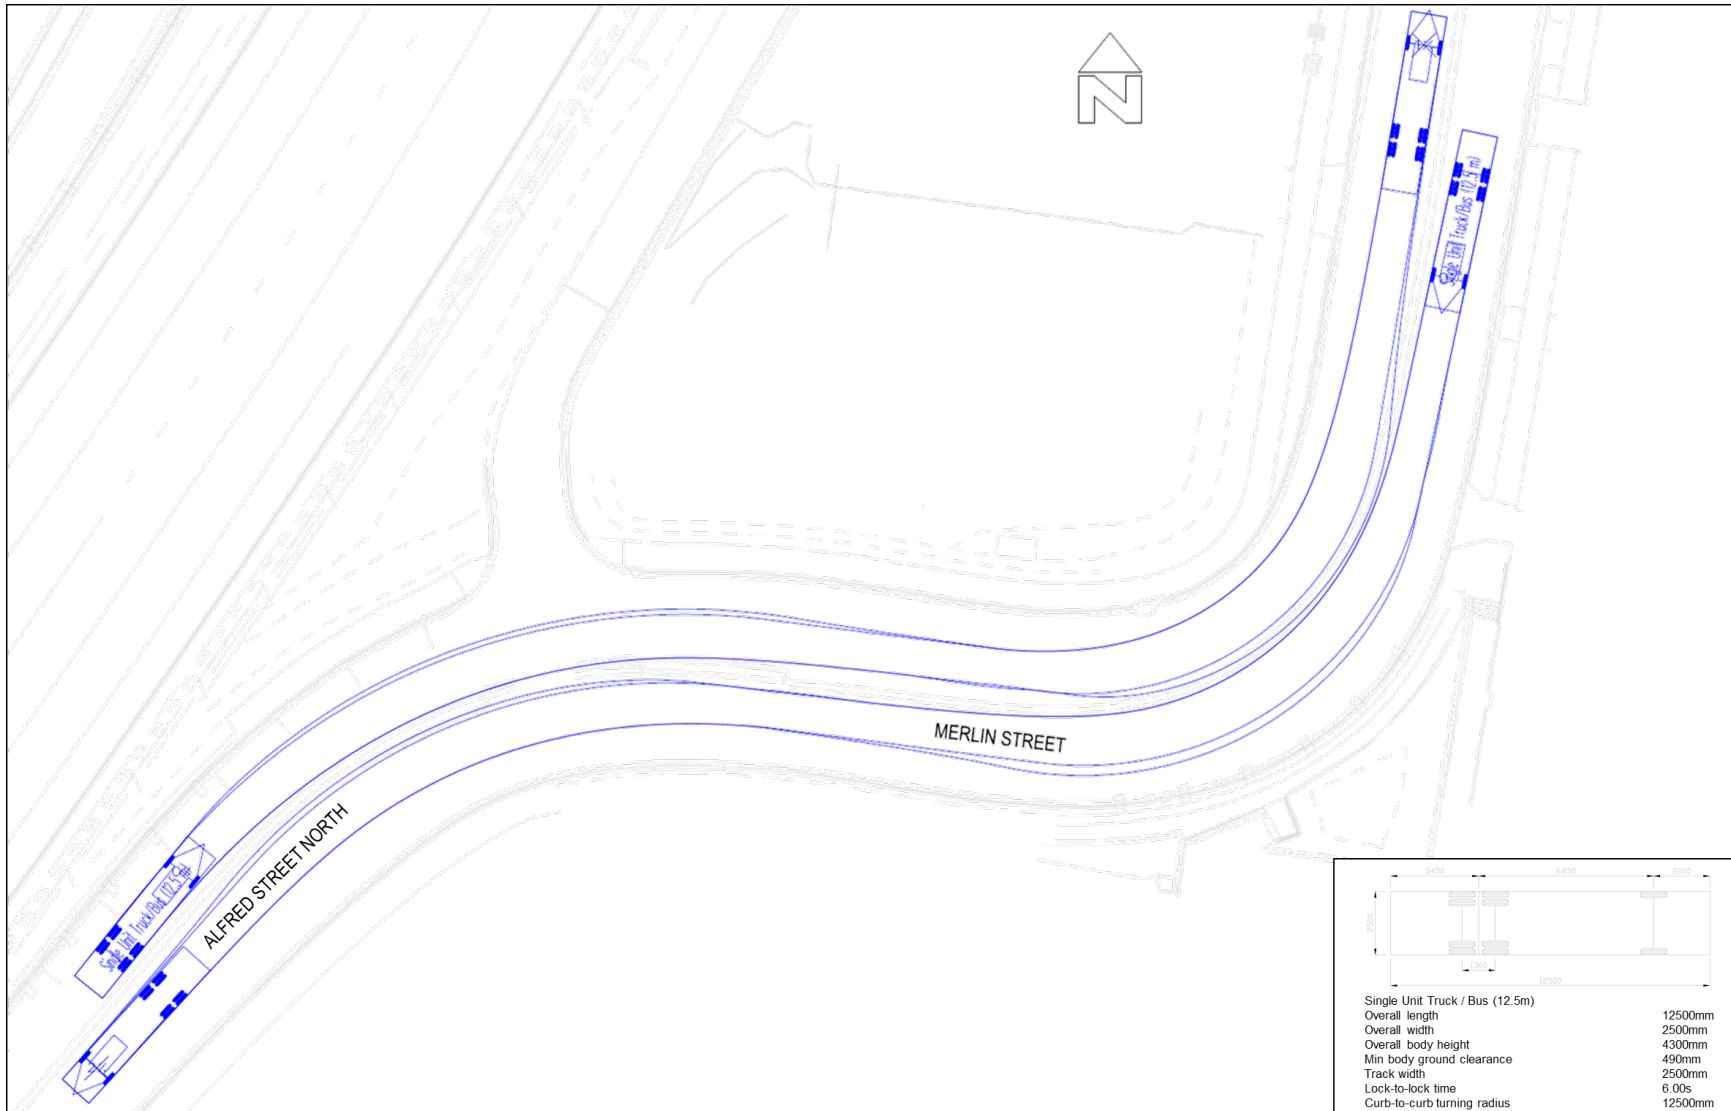 N
Single Unit Truck/Bus (12.5 m)
MERLIN STREET
ALFRED STREET NORTH
Single Unit Truck/Bus (12.5 m)
3450 6850 2200
2500
1300
12500
Single Unit Truck / Bus (12.5m)
Overall length 12500mm
Overall width 2500mm
Overall body height 4300mm
Min body ground clearance 490mm
Track width 2500mm
Lock-to-lock time 6.00s
Curb-to-curb turning radius 12500mm